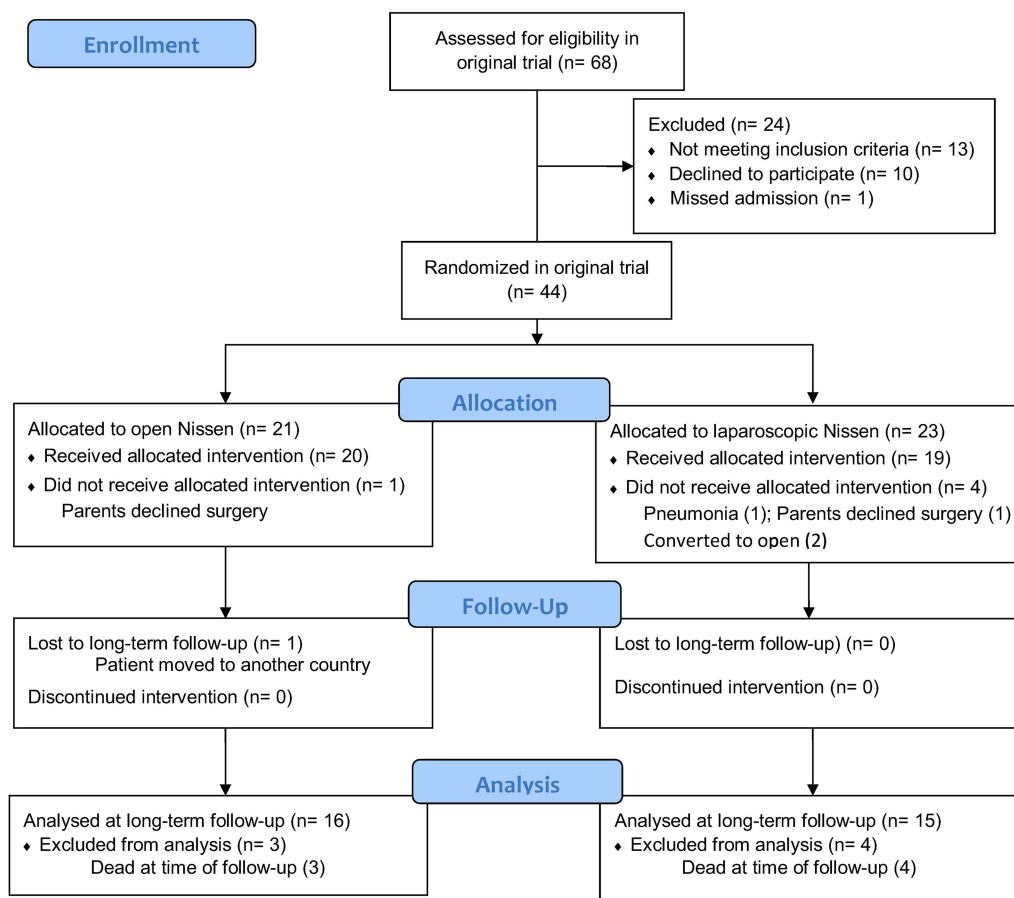 Enrollment
Assessed for eligibility in
original trial (n= 68)
Excluded (n= 24)
♦ Not meeting inclusion criteria (n= 13)
♦ Declined to participate (n= 10)
♦ Missed admission (n= 1)
Randomized in original trial
(n= 44)
Allocation
Allocated to open Nissen (n= 21)
♦ Received allocated intervention (n= 20)
♦ Did not receive allocated intervention (n= 1)
Parents declined surgery
Allocated to laparoscopic Nissen (n= 23)
♦ Received allocated intervention (n= 19)
♦ Did not receive allocated intervention (n= 4)
Pneumonia (1); Parents declined surgery (1)
Converted to open (2)
Follow-Up
Lost to long-term follow-up (n= 1)
Patient moved to another country
Discontinued intervention (n= 0)
Lost to long-term follow-up) (n= 0)
Discontinued intervention (n= 0)
Analysis
Analysed at long-term follow-up (n= 16)
♦ Excluded from analysis (n= 3)
Dead at time of follow-up (3)
Analysed at long-term follow-up (n= 15)
♦ Excluded from analysis (n= 4)
Dead at time of follow-up (4)